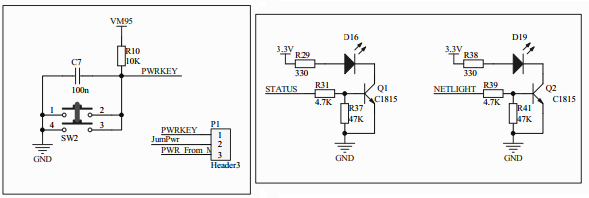 VM95
R10
10K
C7
100n
PWRKEY
1 2
4 3
SW2
GND
PWRKEY
JumPwr
PWR_From_M
P1
1
2
3
Header3
D16
3.3V R29
330
STATUS R31
4.7K
Q1
C1815
R37
47K
GND
D19
3.3V R38
330
NETLIGHT R39
4.7K
Q2
C1815
R41
47K
GND